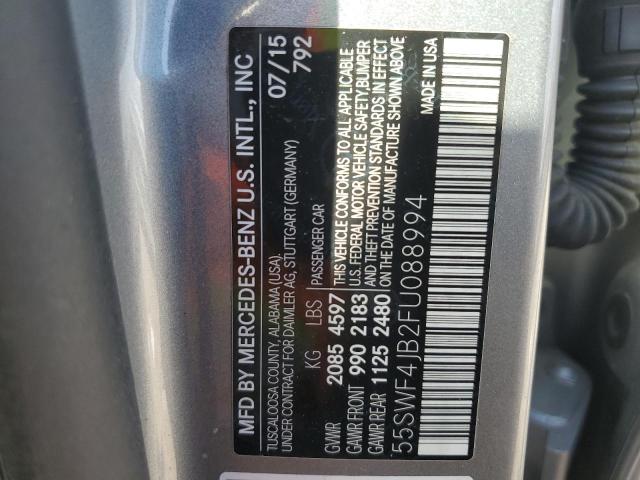 MFD BY MERCEDES-BENZ U.S. INTL., INC
TUSCALOOSA COUNTY, ALABAMA (USA).
UNDER CONTRACT FOR DAIMLER AG, STUTTGART (GERMANY)
07/15
792
KG LBS PASSENGER CAR
GVWR 2085 4597
GAWR FRONT 990 2183
GAWR REAR 1125 2480
THIS VEHICLE CONFORMS TO ALL APPLICABLE
U.S. FEDERAL MOTOR VEHICLE SAFETY,BUMPER
AND THEFT PREVENTION STANDARDS IN EFFECT
ON THE DATE OF MANUFACTURE SHOWN ABOVE
55SWF4JB2FU088994
MADE IN USA